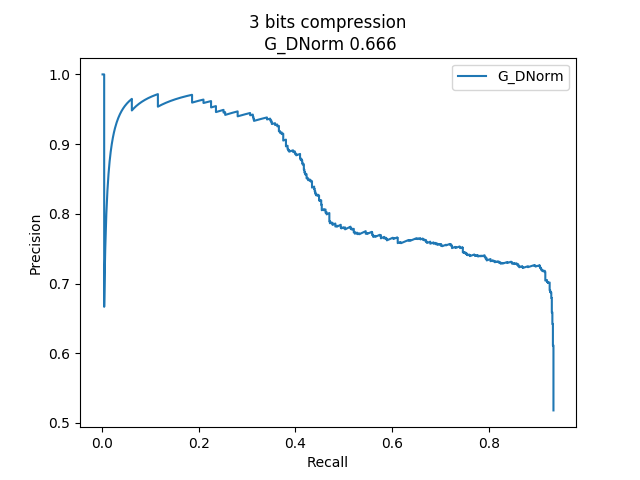 3 bits compression
G_DNorm 0.666
G_DNorm
1.0
0.9
0.8
0.7
0.6
0.5
Precision
0.0 0.2 0.4 0.6 0.8
Recall